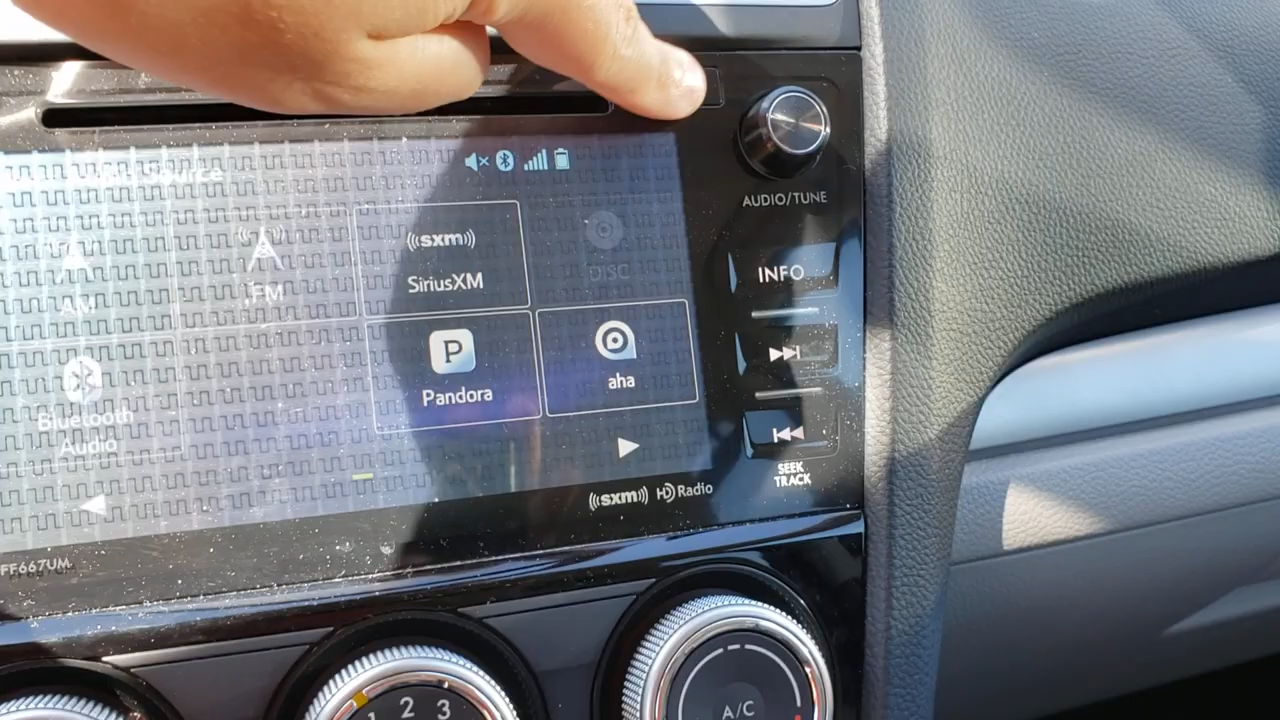 Source
AM
FM
((sxm))
SiriusXM
DISC
Bluetooth
Audio
P
Pandora
aha
AUDIO/TUNE
INFO
SEEK
TRACK
((sxm)) HD Radio
FF667UM
1 2 3
A/C